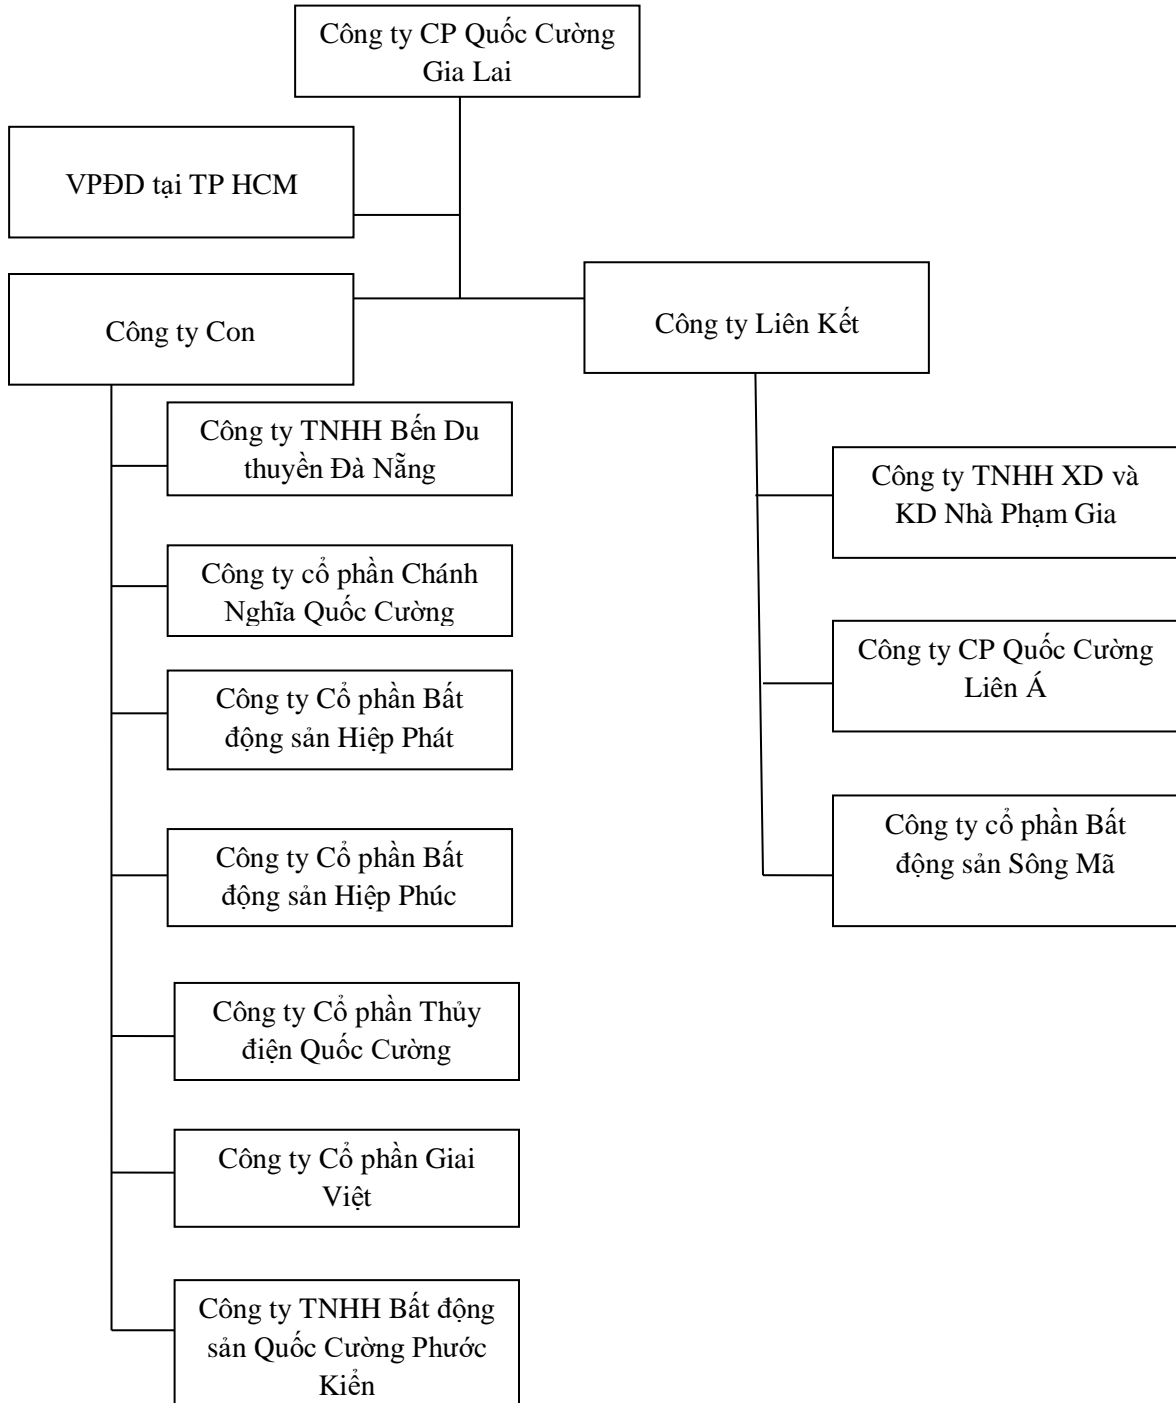 Công ty CP Quốc Cường
Gia Lai
VPĐD tại TP HCM
Công ty Con
Công ty Liên Kết
Công ty TNHH Bến Du
thuyền Đà Nẵng
Công ty cổ phần Chánh
Nghĩa Quốc Cường
Công ty Cổ phần Bất
động sản Hiệp Phát
Công ty Cổ phần Bất
động sản Hiệp Phúc
Công ty Cổ phần Thủy
điện Quốc Cường
Công ty Cổ phần Giai
Việt
Công ty TNHH Bất động
sản Quốc Cường Phước
Kiển
Công ty TNHH XD và
KD Nhà Phạm Gia
Công ty CP Quốc Cường
Liên Á
Công ty cổ phần Bất
động sản Sông Mã